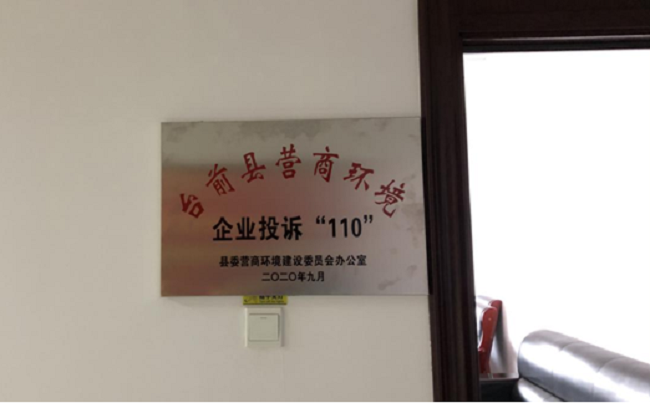 台前县营商环境
企业投诉“110”
县委营商环境建设委员会办公室
二〇二〇年九月